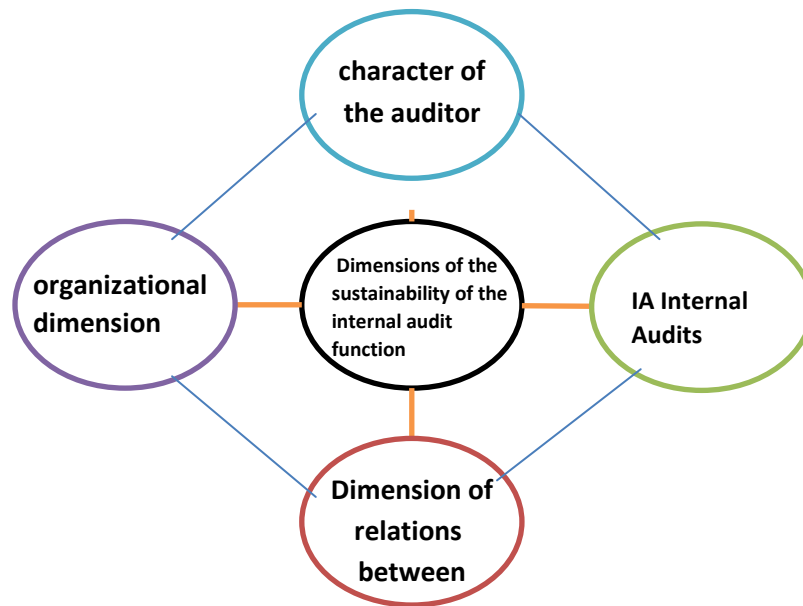 character of
the auditor
organizational
dimension
Dimensions of the
sustainability of the
internal audit
function
IA Internal
Audits
Dimension of
relations
between